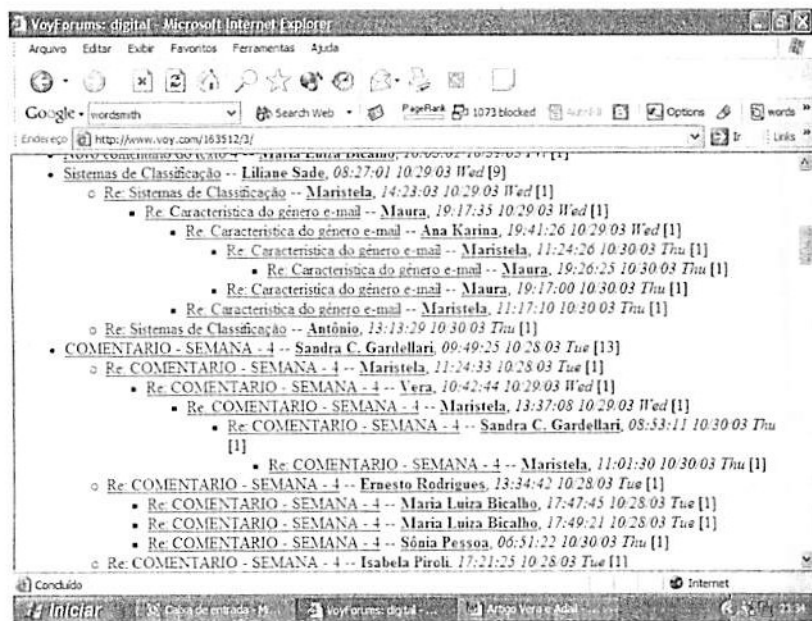 VoyForums: digital - Microsoft Internet Explorer
Arquivo Editar Exibir Favoritos Ferramentas Ajuda
Google wordsmith Search Web PageRank 1073 blocked Options words
Endereço http://www.voy.com/163512/3/ Ir Links
Novo comentário do texto 4 -- Maria Luiza Bicalho, [1]
Sistemas de Classificação -- Liliane Sade, 08:27:01 10/29/03 Wed [9]
Re: Sistemas de Classificação -- Maristela, 14:23:03 10/29/03 Wed [1]
Re: Característica do gênero e-mail -- Maura, 19:17:35 10/29/03 Wed [1]
Re: Característica do gênero e-mail -- Ana Karina, 19:41:26 10/29/03 Wed [1]
Re: Característica do gênero e-mail -- Maristela, 11:24:26 10/30/03 Thu [1]
Re: Característica do gênero e-mail -- Maura, 19:26:25 10/30/03 Thu [1]
Re: Característica do gênero e-mail -- Maura, 19:17:00 10/30/03 Thu [1]
Re: Característica do gênero e-mail -- Maristela, 11:17:10 10/30/03 Thu [1]
Re: Sistemas de Classificação -- Antônio, 13:13:29 10/30/03 Thu [1]
COMENTARIO - SEMANA - 4 -- Sandra C. Gardellari, 09:49:25 10/28/03 Tue [13]
Re: COMENTARIO - SEMANA - 4 -- Maristela, 11:24:33 10/28/03 Tue [1]
Re: COMENTARIO - SEMANA - 4 -- Vera, 10:42:44 10/29/03 Wed [1]
Re: COMENTARIO - SEMANA - 4 -- Maristela, 13:37:08 10/29/03 Wed [1]
Re: COMENTARIO - SEMANA - 4 -- Sandra C. Gardellari, 08:53:11 10/30/03 Thu
[1]
Re: COMENTARIO - SEMANA - 4 -- Maristela, 11:01:30 10/30/03 Thu [1]
Re: COMENTARIO - SEMANA - 4 -- Ernesto Rodrigues, 13:34:42 10/28/03 Tue [1]
Re: COMENTARIO - SEMANA - 4 -- Maria Luiza Bicalho, 17:47:45 10/28/03 Tue [1]
Re: COMENTARIO - SEMANA - 4 -- Maria Luiza Bicalho, 17:49:21 10/28/03 Tue [1]
Re: COMENTARIO - SEMANA - 4 -- Sônia Pessoa, 06:51:22 10/30/03 Thu [1]
Re: COMENTARIO - SEMANA - 4 -- Isabela Piroli, 17:21:25 10/28/03 Tue [1]
Concluído Internet
Iniciar Caixa de entrada - M... VoyForums: digital - ... Artigo Vera e Adail - ... 23:34